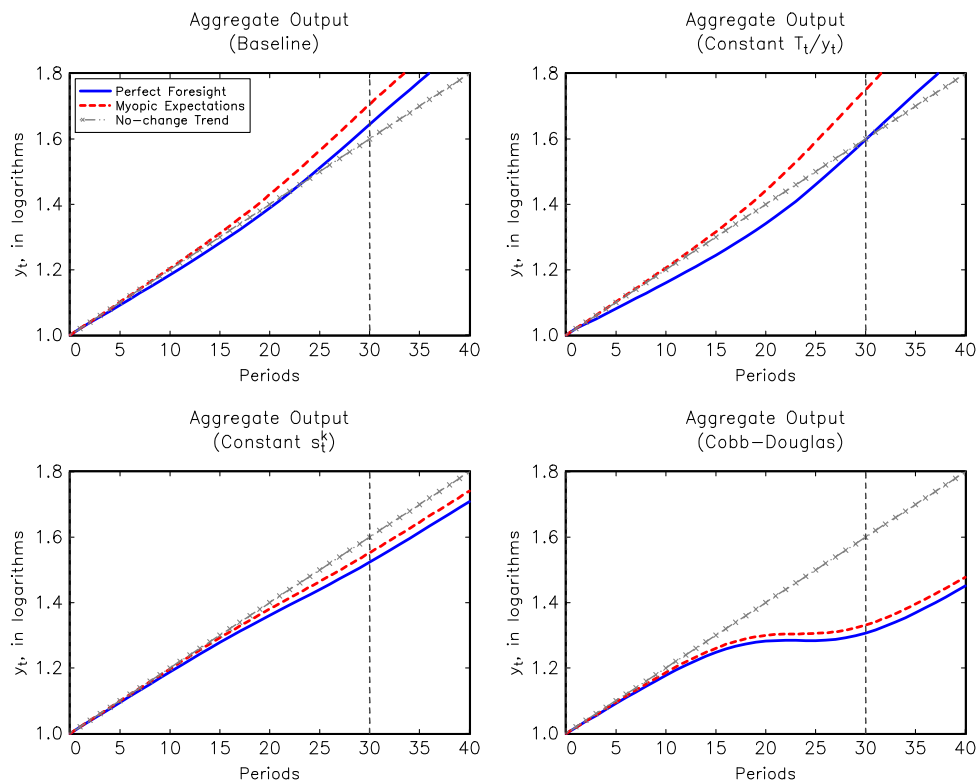 Aggregate Output
(Baseline)
1.8
1.6
1.4
1.2
1.0
yₜ, in logarithms
Perfect Foresight
Myopic Expectations
No−change Trend
0 5 10 15 20 25 30 35 40
Periods
Aggregate Output
(Constant Tₜ/yₜ)
1.8
1.6
1.4
1.2
1.0
yₜ, in logarithms
0 5 10 15 20 25 30 35 40
Periods
Aggregate Output
(Constant sₜᵏ)
1.8
1.6
1.4
1.2
1.0
yₜ, in logarithms
0 5 10 15 20 25 30 35 40
Periods
Aggregate Output
(Cobb−Douglas)
1.8
1.6
1.4
1.2
1.0
yₜ, in logarithms
0 5 10 15 20 25 30 35 40
Periods